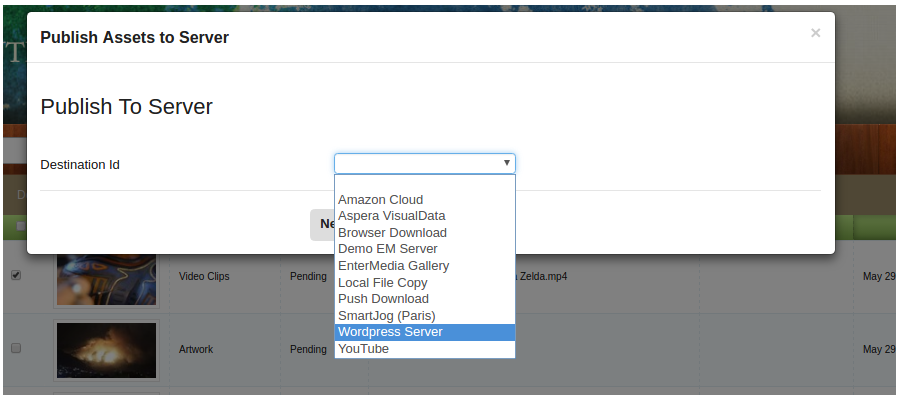 Publish Assets to Server
×
T
Publish To Server
Destination Id
D
Amazon Cloud
Aspera VisualData
Browser Download
Demo EM Server
Ne
EnterMedia Gallery
Video Clips
Pending
Zelda.mp4
May 29
Local File Copy
Push Download
SmartJog (Paris)
Wordpress Server
YouTube
Artwork
Pending
May 29